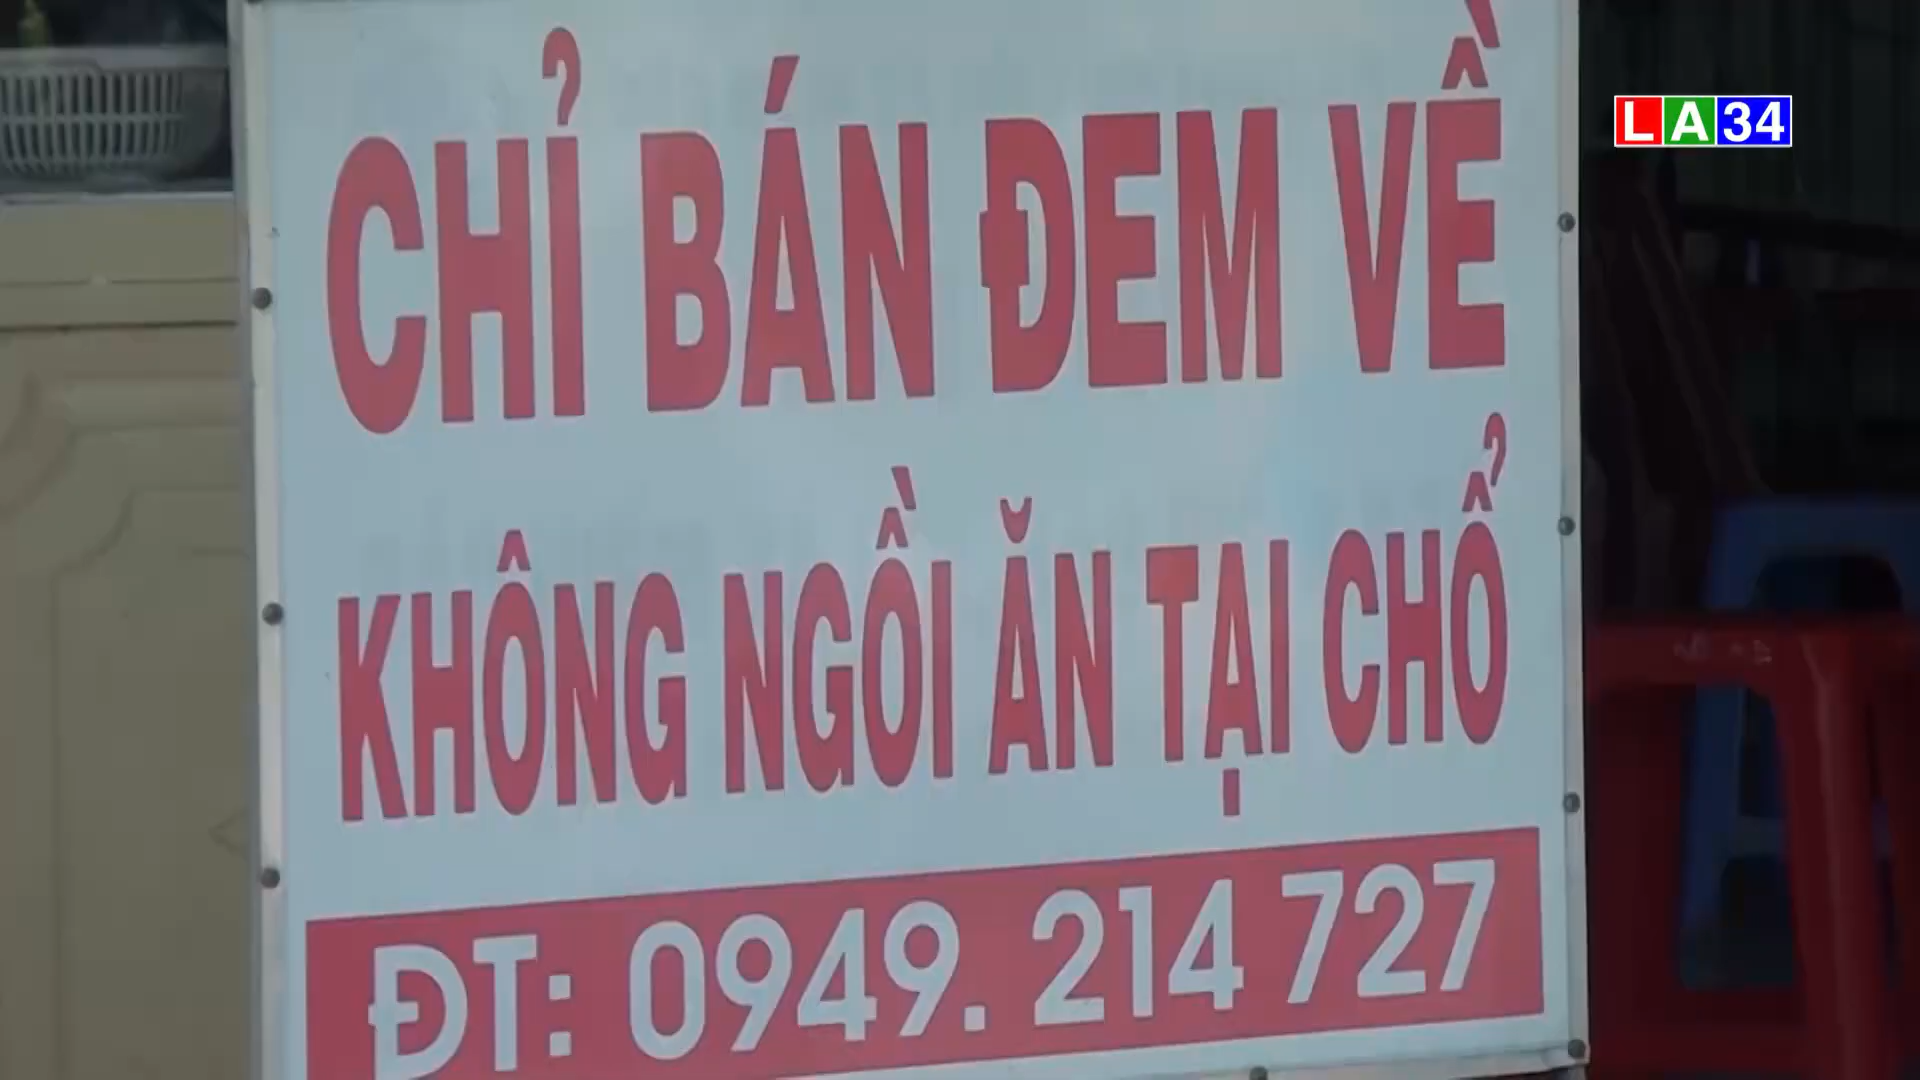 LA34
CHỈ BÁN ĐEM VỀ
KHÔNG NGỒI ĂN TẠI CHỔ
ĐT: 0949. 214 727